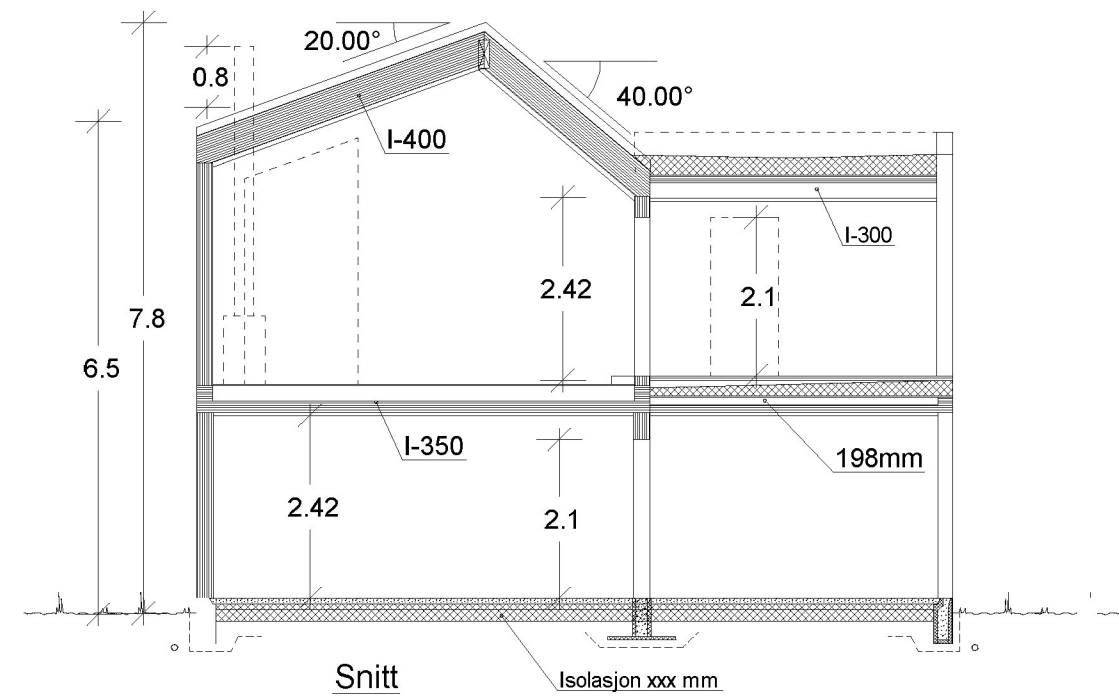 20.00°
0.8
40.00°
I-400
I-300
2.42
2.1
7.8
6.5
I-350
198mm
2.42
2.1
Snitt
Isolasjon xxx mm